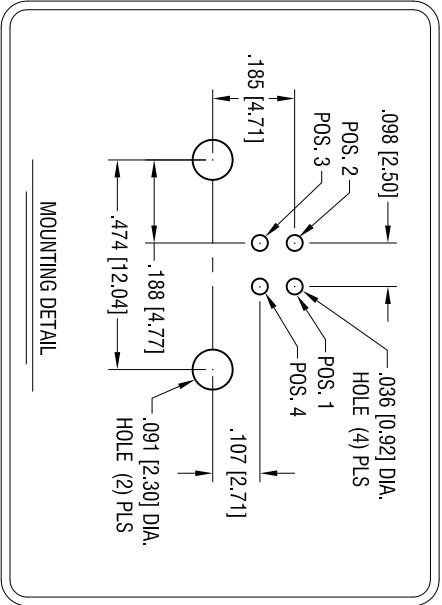 .098 [2.50]
.036 [0.92] DIA.
HOLE  (4) PLS
POS. 2
POS. 1
POS. 3
POS. 4
.185 [4.71]
.107 [2.71]
.188 [4.77]
.091 [2.30] DIA.
HOLE  (2) PLS
.474 [12.04]
MOUNTING DETAIL